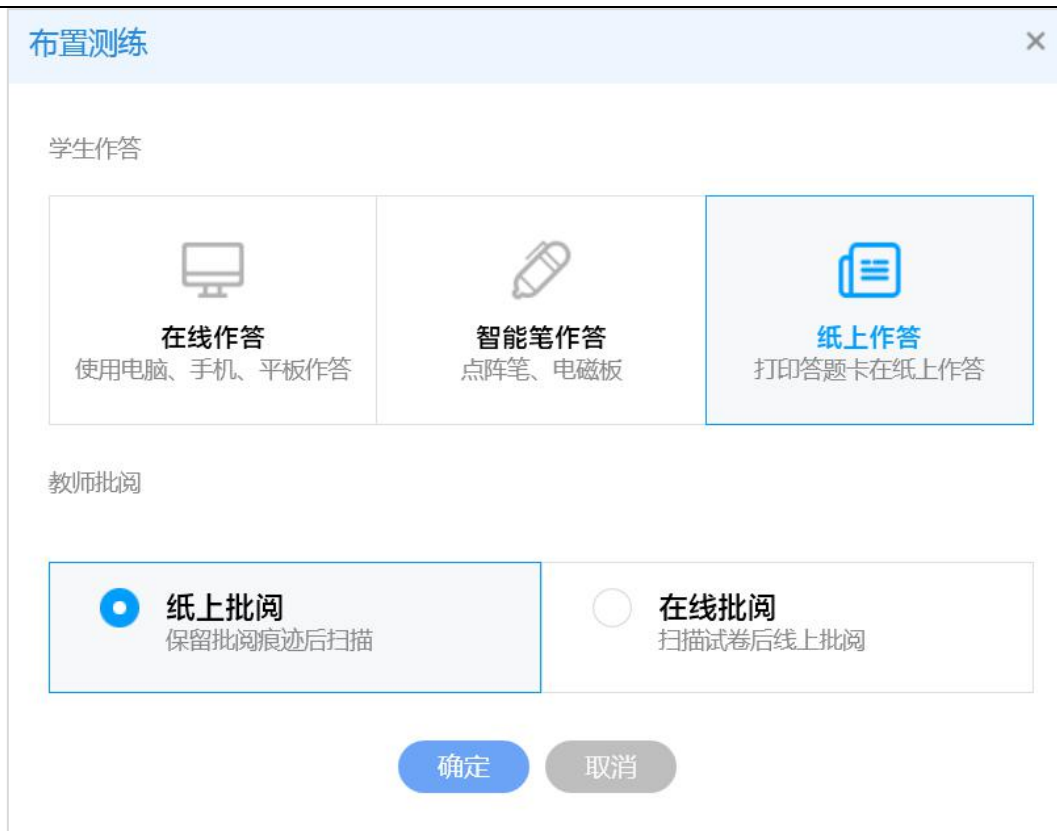 布置测练
×
学生作答
在线作答
使用电脑、手机、平板作答
智能笔作答
点阵笔、电磁板
纸上作答
打印答题卡在纸上作答
教师批阅
纸上批阅
保留批阅痕迹后扫描
在线批阅
扫描试卷后线上批阅
确定
取消